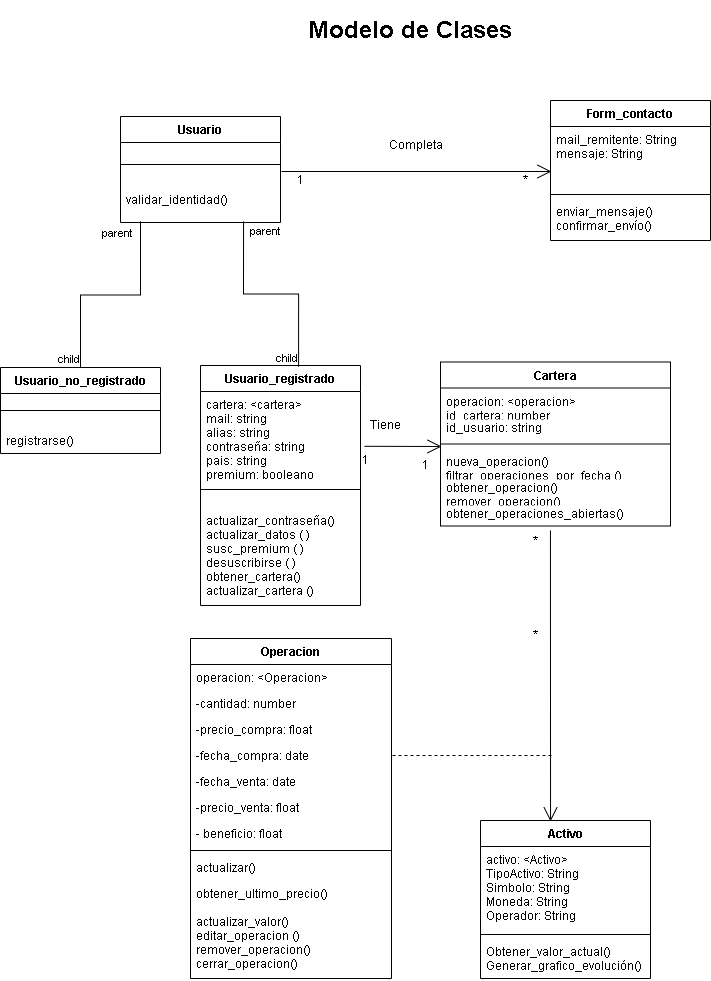 Modelo de Clases
Usuario
validar_identidad()
Completa
1
*
Form_contacto
mail_remitente: String
mensaje: String
enviar_mensaje()
confirmar_envío()
parent
parent
child
child
Usuario_no_registrado
registrarse()
Usuario_registrado
cartera: <cartera>
mail: string
alias: string
contraseña: string
pais: string
premium: booleano
actualizar_contraseña()
actualizar_datos ( )
susc_premium ( )
desuscribirse ( )
obtener_cartera()
actualizar_cartera ()
Tiene
1
1
Cartera
operacion: <operacion>
id_cartera: number
id_usuario: string
nueva_operacion()
filtrar_operaciones_por_fecha ()
obtener_operacion()
remover_operacion()
obtener_operaciones_abiertas()
*
*
Operacion
operacion: <Operacion>
-cantidad: number
-precio_compra: float
-fecha_compra: date
-fecha_venta: date
-precio_venta: float
- beneficio: float
actualizar()
obtener_ultimo_precio()
actualizar_valor()
editar_operacion ()
remover_operacion()
cerrar_operacion()
Activo
activo: <Activo>
TipoActivo: String
Simbolo: String
Moneda: String
Operador: String
Obtener_valor_actual()
Generar_grafico_evolución()